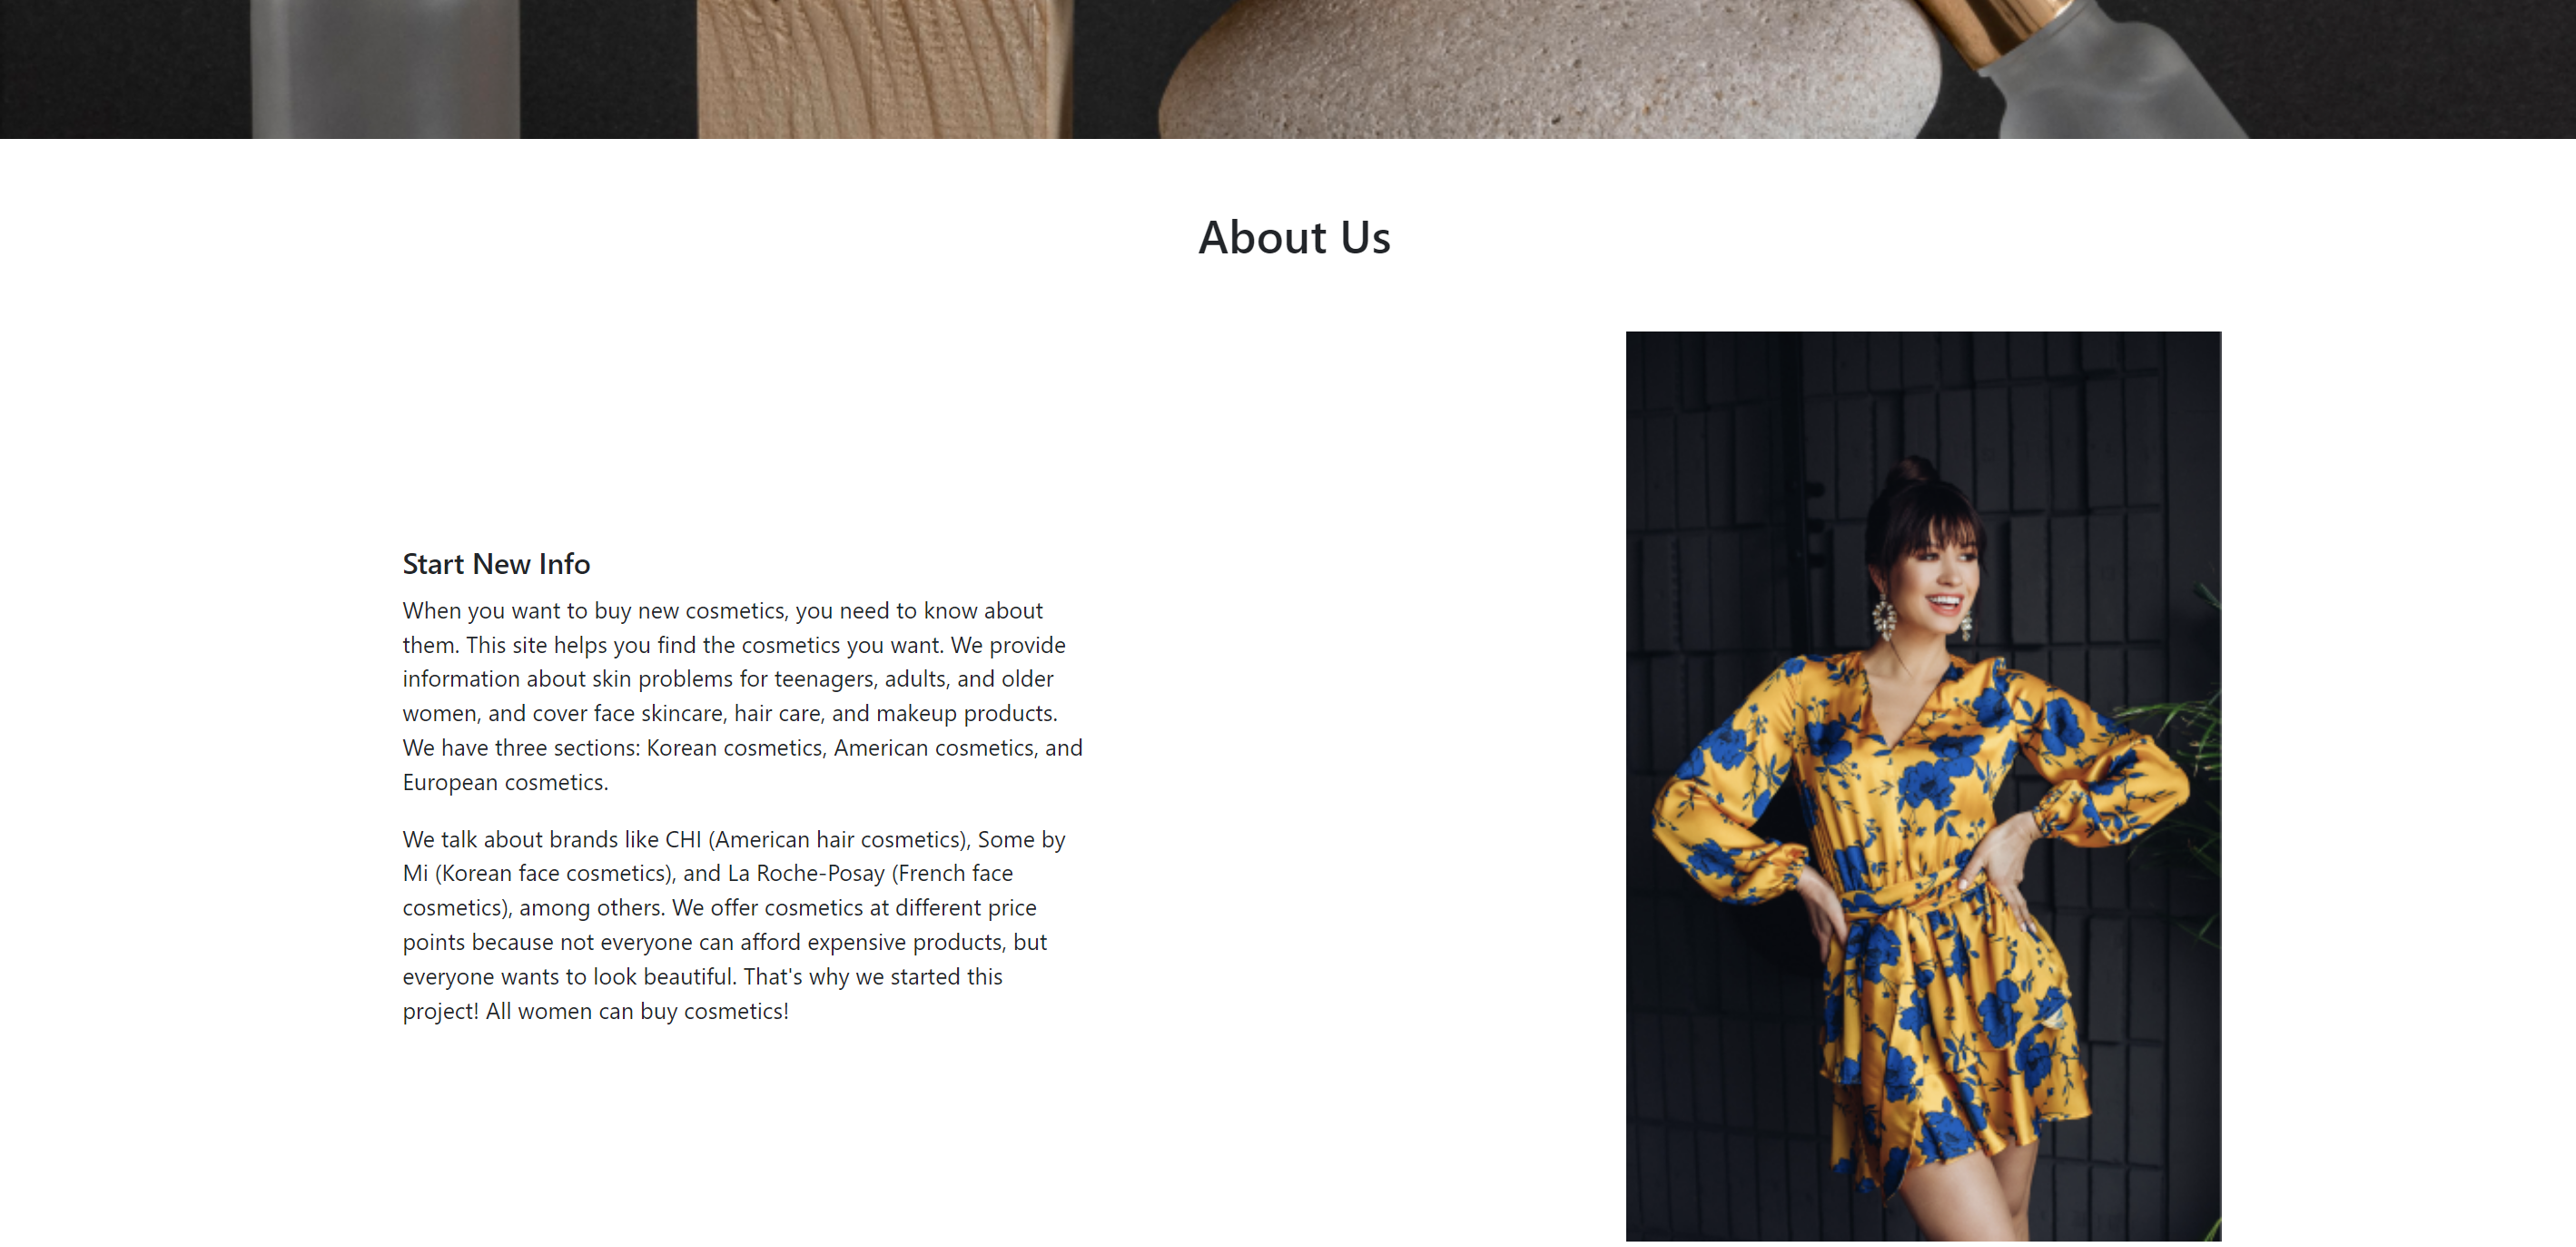 About Us
Start New Info
When you want to buy new cosmetics, you need to know about
them. This site helps you find the cosmetics you want. We provide
information about skin problems for teenagers, adults, and older
women, and cover face skincare, hair care, and makeup products.
We have three sections: Korean cosmetics, American cosmetics, and
European cosmetics.
We talk about brands like CHI (American hair cosmetics), Some by
Mi (Korean face cosmetics), and La Roche-Posay (French face
cosmetics), among others. We offer cosmetics at different price
points because not everyone can afford expensive products, but
everyone wants to look beautiful. That's why we started this
project! All women can buy cosmetics!